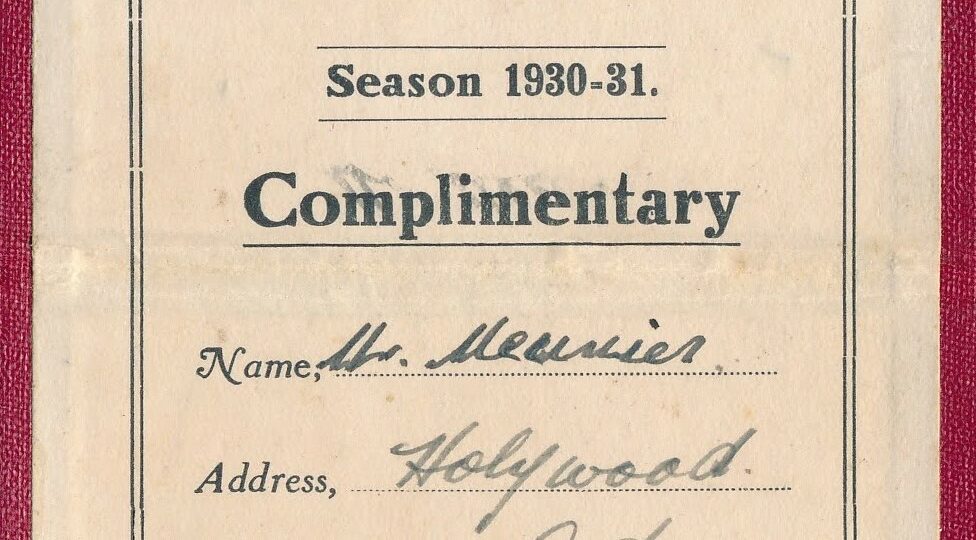 Season 1930-31.
Complimentary
Name, Mr. Meunier.
Address, Holywood.